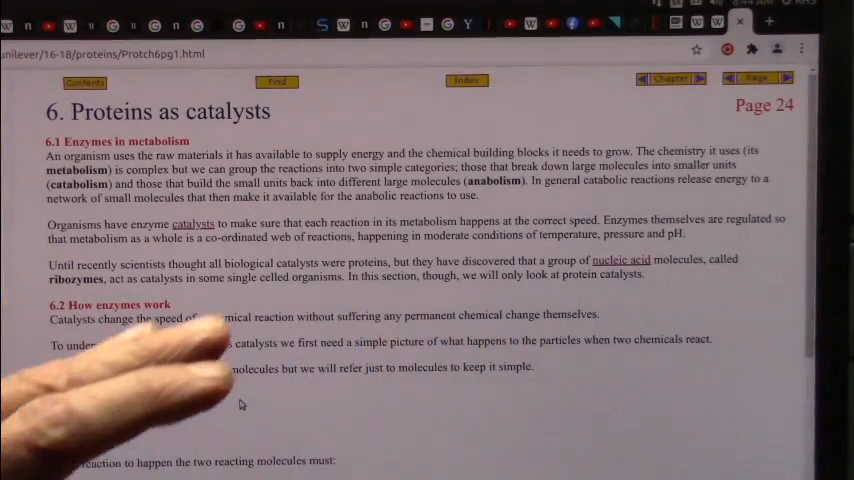 unilever/16-18/proteins/Protch6pg1.html
Contents
Find
Index
Chapter
Page
6. Proteins as catalysts
Page 24
6.1 Enzymes in metabolism
An organism uses the raw materials it has available to supply energy and the chemical building blocks it needs to grow. The chemistry it uses (its
metabolism) is complex but we can group the reactions into two simple categories; those that break down large molecules into smaller units
(catabolism) and those that build the small units back into different large molecules (anabolism). In general catabolic reactions release energy to a
network of small molecules that then make it available for the anabolic reactions to use.
Organisms have enzyme catalysts to make sure that each reaction in its metabolism happens at the correct speed. Enzymes themselves are regulated so
that metabolism as a whole is a co-ordinated web of reactions, happening in moderate conditions of temperature, pressure and pH.
Until recently scientists thought all biological catalysts were proteins, but they have discovered that a group of nucleic acid molecules, called
ribozymes, act as catalysts in some single celled organisms. In this section, though, we will only look at protein catalysts.
6.2 How enzymes work
Catalysts change the speed of mical reaction without suffering any permanent chemical change themselves.
To under catalysts we first need a simple picture of what happens to the particles when two chemicals react.
molecules but we will refer just to molecules to keep it simple.
reaction to happen the two reacting molecules must: